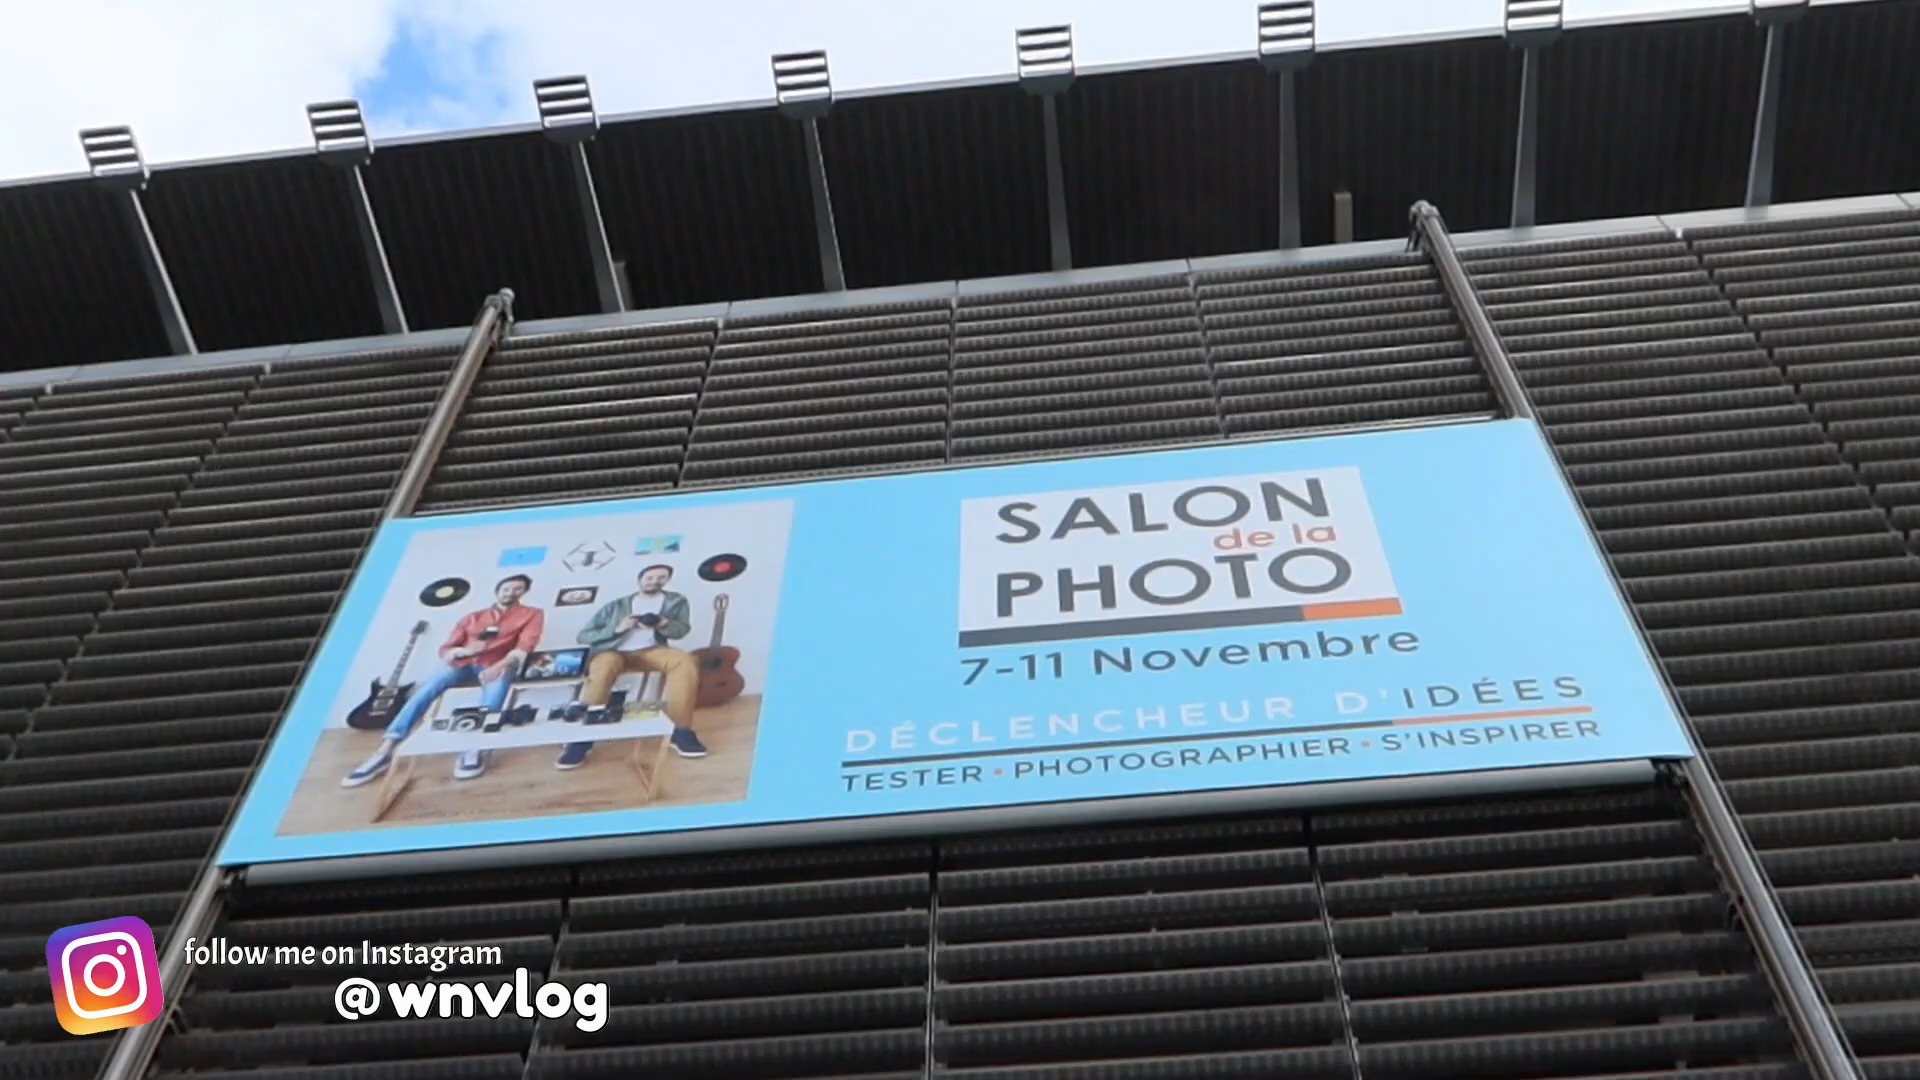 SALON
de la
PHOTO
7-11 Novembre
DÉCLENCHEUR D'IDÉES
TESTER • PHOTOGRAPHIER • S'INSPIRER
follow me on Instagram
@wnvlog